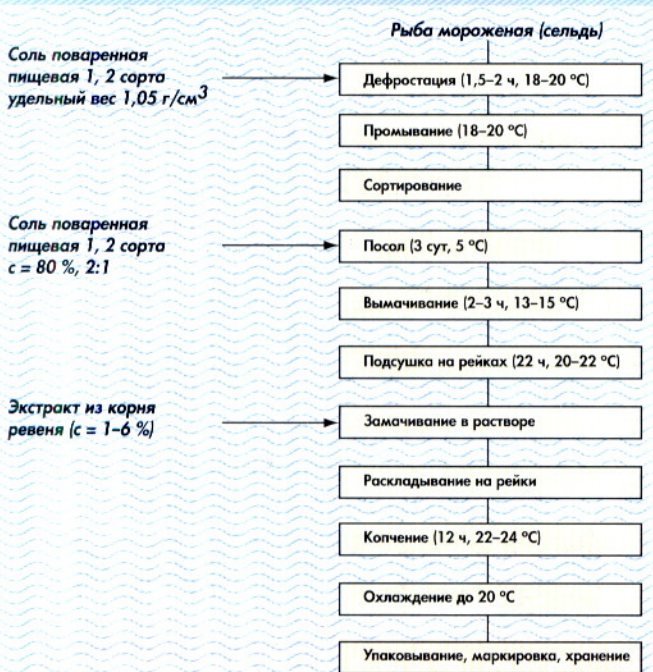 Рыба мороженая (сельдь)
Соль поваренная
пищевая 1, 2 сорта
удельный вес 1,05 г/см3
Дефростация (1,5–2 ч, 18–20 °С)
Промывание (18–20 °С)
Сортирование
Соль поваренная
пищевая 1, 2 сорта
с = 80 %, 2:1
Посол (3 сут, 5 °С)
Вымачивание (2–3 ч, 13–15 °С)
Подсушка на рейках (22 ч, 20–22 °С)
Экстракт из корня
ревеня (с = 1–6 %)
Замачивание в растворе
Раскладывание на рейки
Копчение (12 ч, 22–24 °С)
Охлаждение до 20 °С
Упаковывание, маркировка, хранение